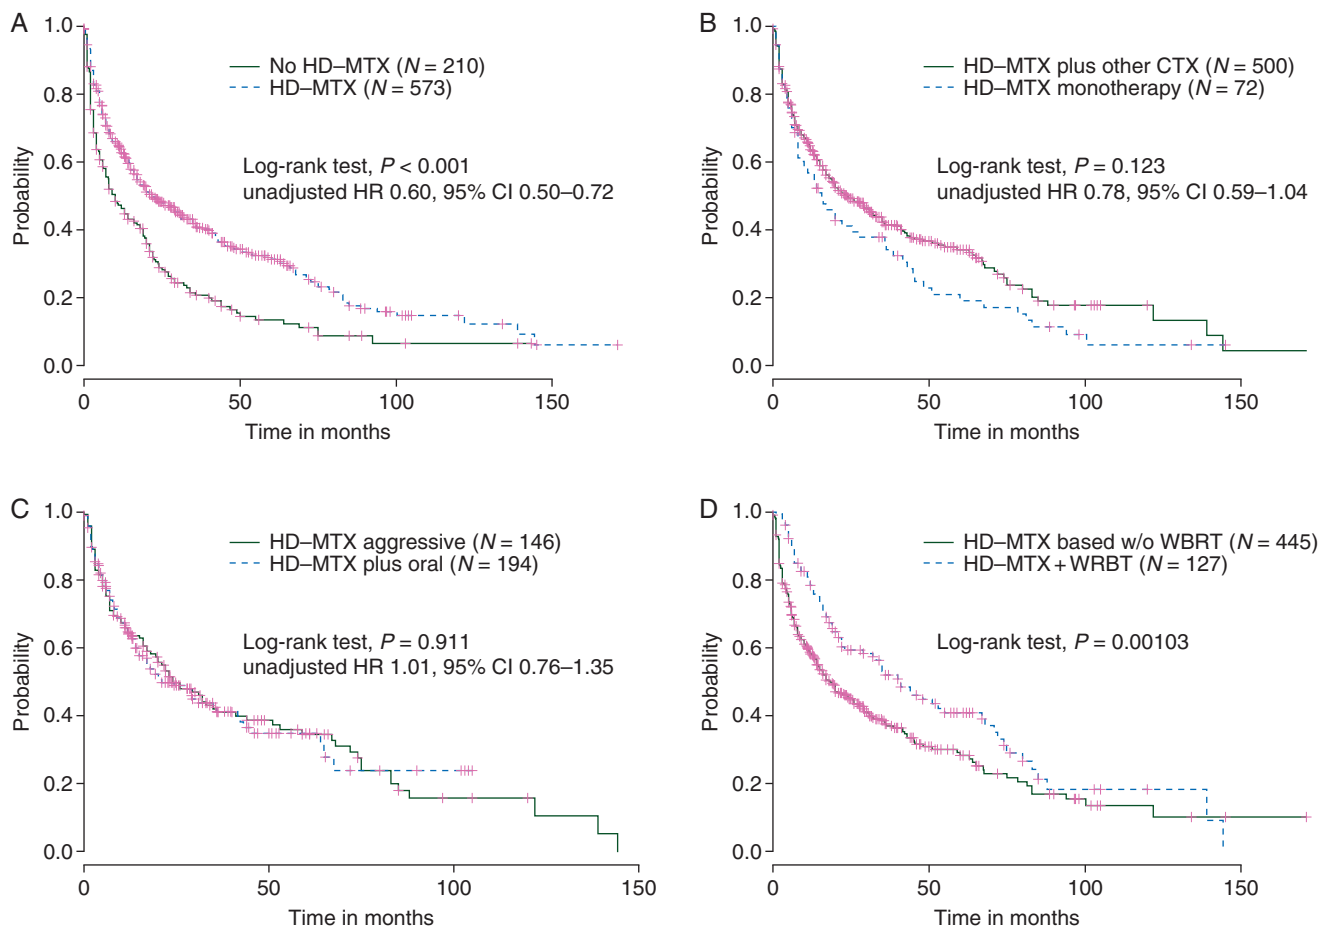 A
1.0
0.8
0.6
0.4
0.2
0.0
Probability
No HD–MTX (N = 210)
HD–MTX (N = 573)
Log-rank test, P < 0.001
unadjusted HR 0.60, 95% CI 0.50–0.72
0 50 100 150
Time in months
B
1.0
0.8
0.6
0.4
0.2
0.0
Probability
HD–MTX plus other CTX (N = 500)
HD–MTX monotherapy (N = 72)
Log-rank test, P = 0.123
unadjusted HR 0.78, 95% CI 0.59–1.04
0 50 100 150
Time in months
C
1.0
0.8
0.6
0.4
0.2
0.0
Probability
HD–MTX aggressive (N = 146)
HD–MTX plus oral (N = 194)
Log-rank test, P = 0.911
unadjusted HR 1.01, 95% CI 0.76–1.35
0 50 100 150
Time in months
D
1.0
0.8
0.6
0.4
0.2
0.0
Probability
HD–MTX based w/o WBRT (N = 445)
HD–MTX + WRBT (N = 127)
Log-rank test, P = 0.00103
0 50 100 150
Time in months